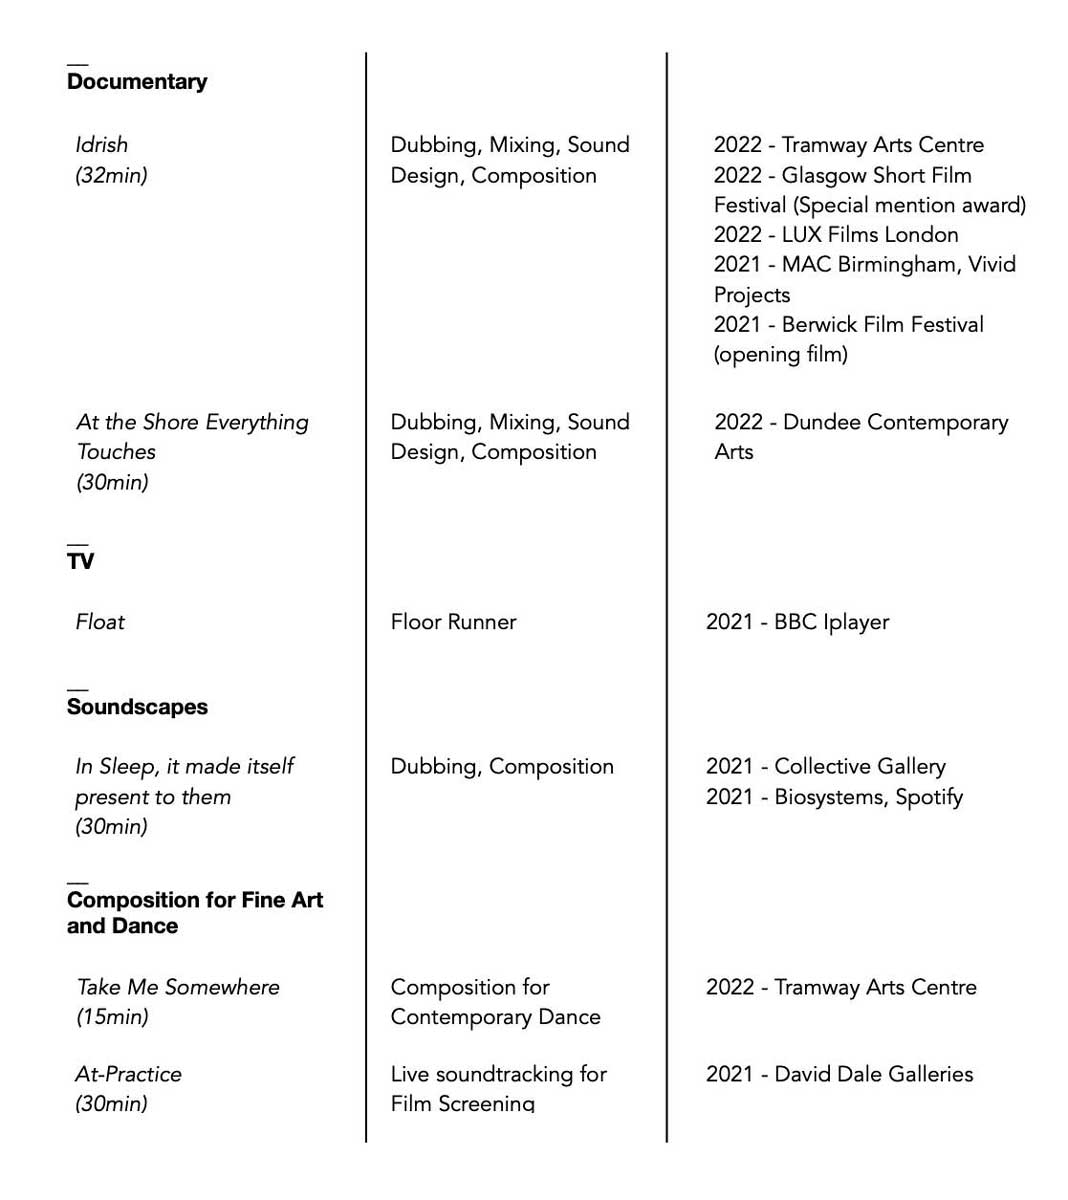 Documentary
Idrish
(32min)
Dubbing, Mixing, Sound
Design, Composition
2022 - Tramway Arts Centre
2022 - Glasgow Short Film
Festival (Special mention award)
2022 - LUX Films London
2021 - MAC Birmingham, Vivid
Projects
2021 - Berwick Film Festival
(opening film)
At the Shore Everything
Touches
(30min)
Dubbing, Mixing, Sound
Design, Composition
2022 - Dundee Contemporary
Arts
TV
Float
Floor Runner
2021 - BBC Iplayer
Soundscapes
In Sleep, it made itself
present to them
(30min)
Dubbing, Composition
2021 - Collective Gallery
2021 - Biosystems, Spotify
Composition for Fine Art
and Dance
Take Me Somewhere
(15min)
Composition for
Contemporary Dance
2022 - Tramway Arts Centre
At-Practice
(30min)
Live soundtracking for
Film Screening
2021 - David Dale Galleries